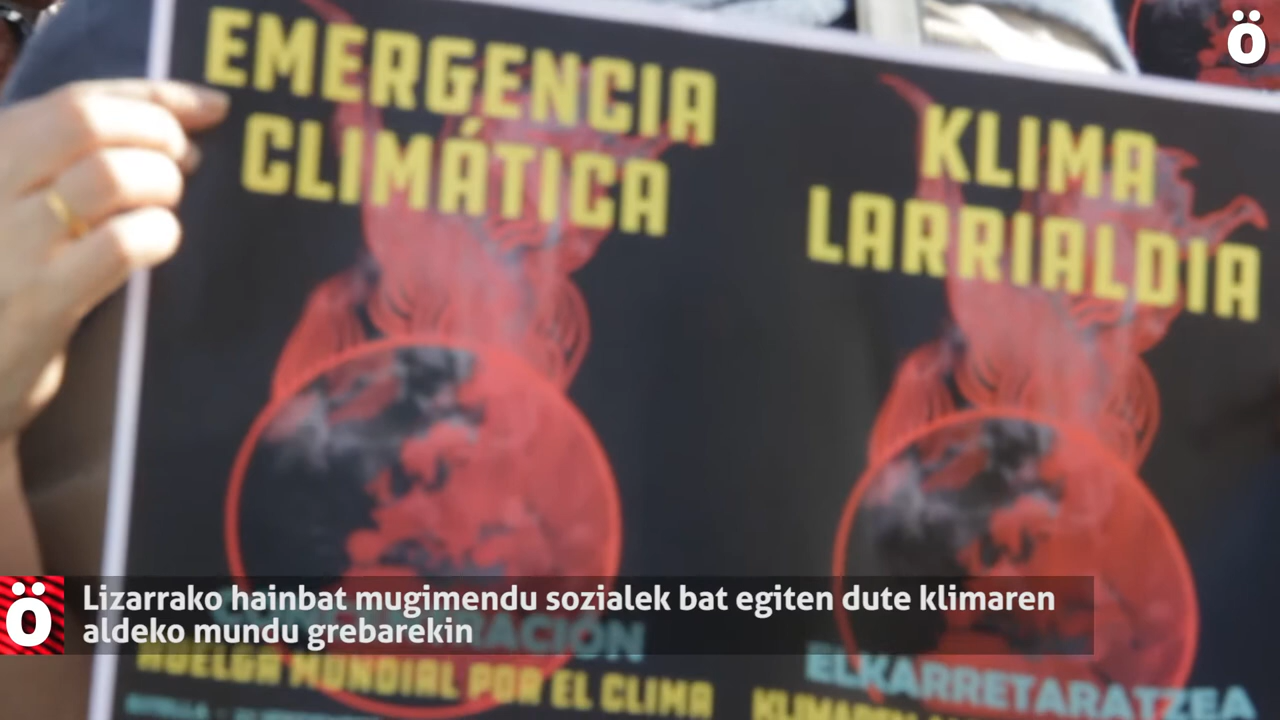 EMERGENCIA
CLIMÁTICA
KLIMA
LARRIALDIA
ö
ö
Lizarrako hainbat mugimendu sozialek bat egiten dute klimaren
aldeko mundu grebarekin
HUELGA MUNDIAL POR EL CLIMA
ELKARRETARATZEA
KLIMAREN